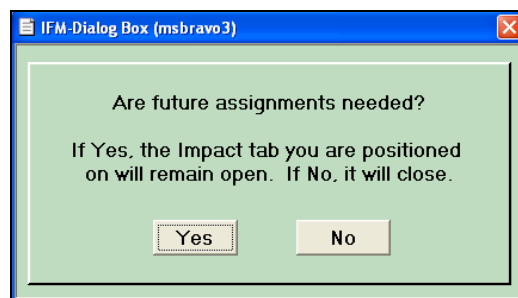 IFM-Dialog Box (msbravo3)
Are future assignments needed?
If Yes, the Impact tab you are positioned
on will remain open. If No, it will close.
Yes No